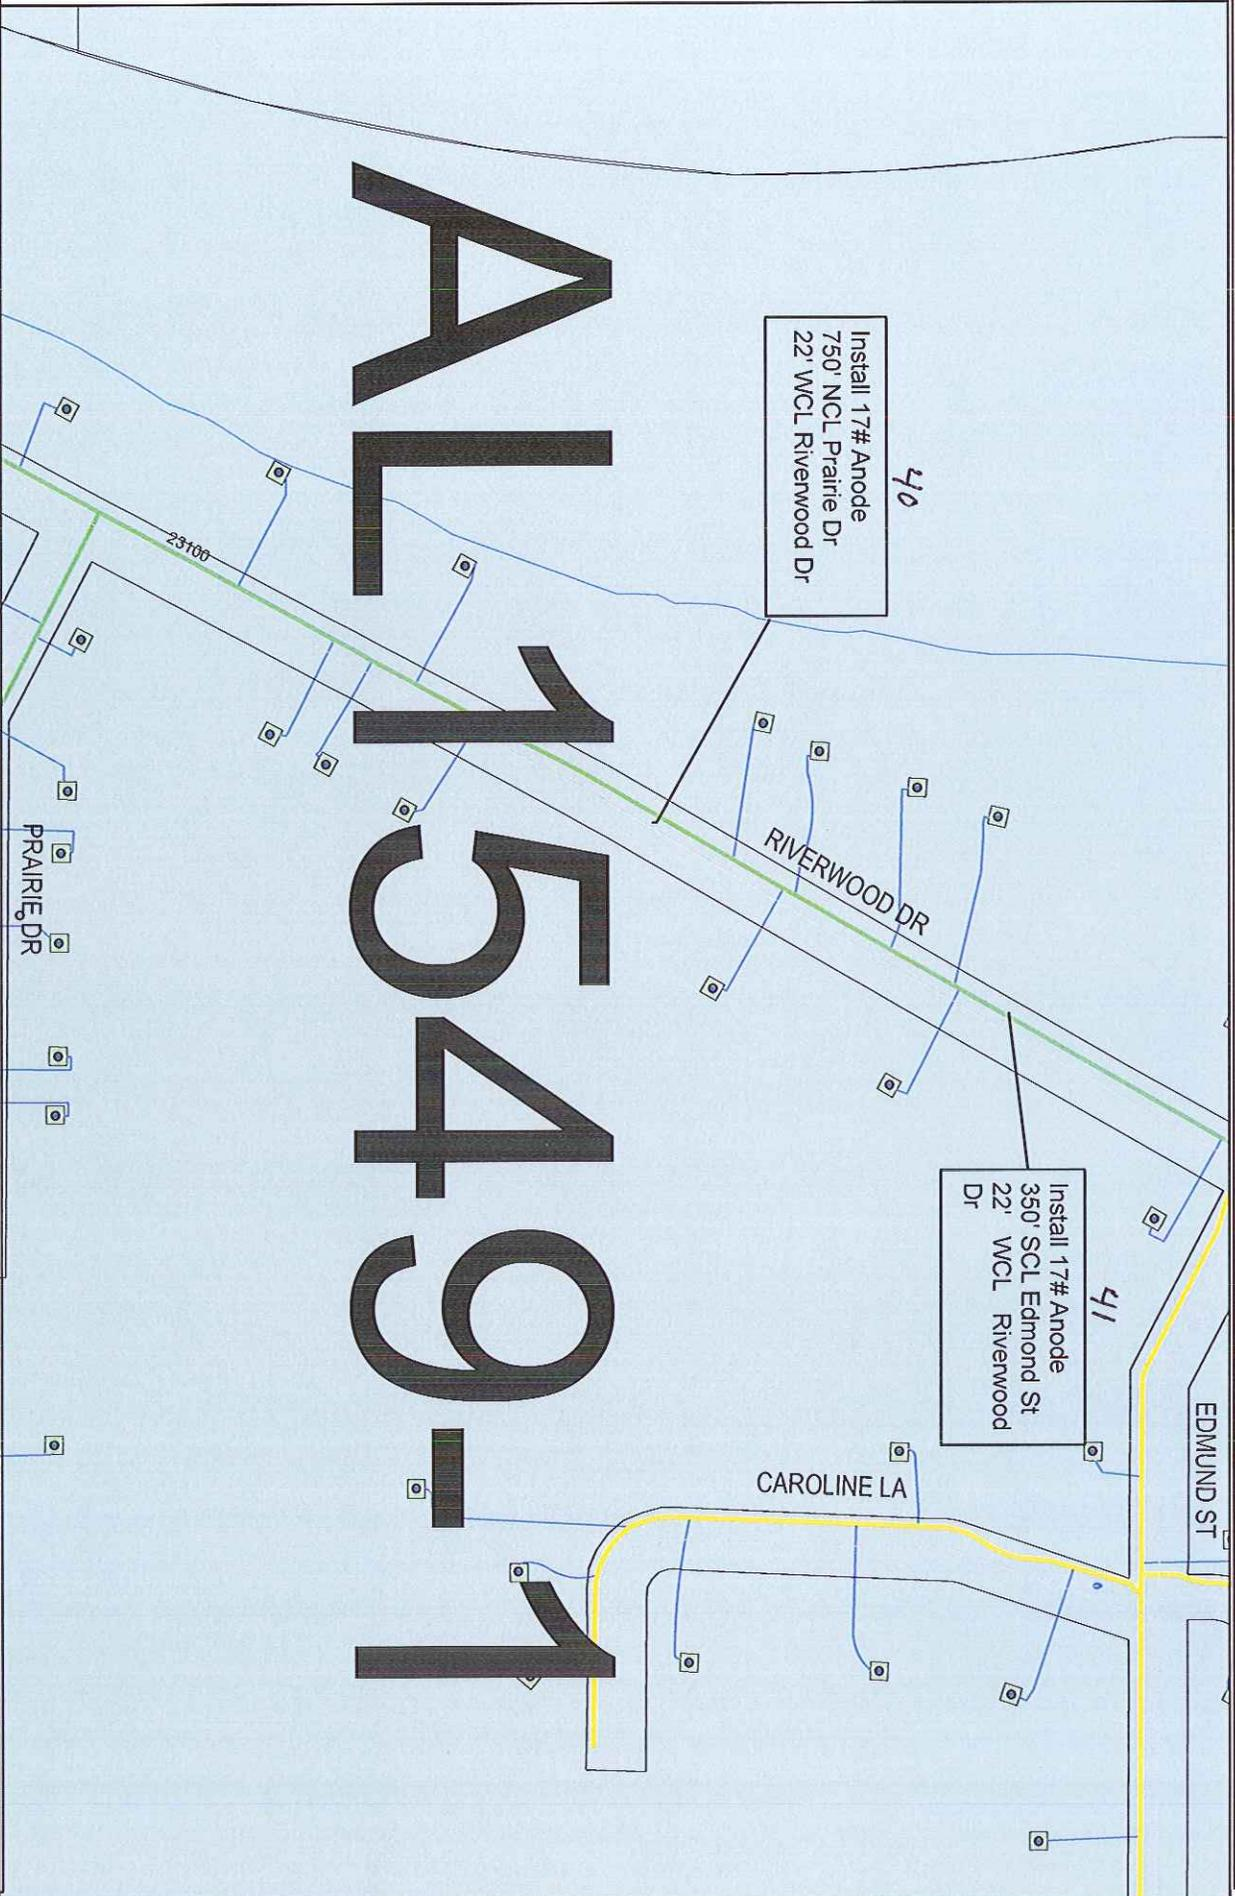 40
Install 17# Anode
750' NCL Prairie Dr
22' WCL Riverwood Dr
41
Install 17# Anode
350' SCL Edmond St
22' WCL Riverwood
Dr
EDMUND ST
RIVERWOOD DR
CAROLINE LA
AL 15499-1
23100
PRAIRIE DR